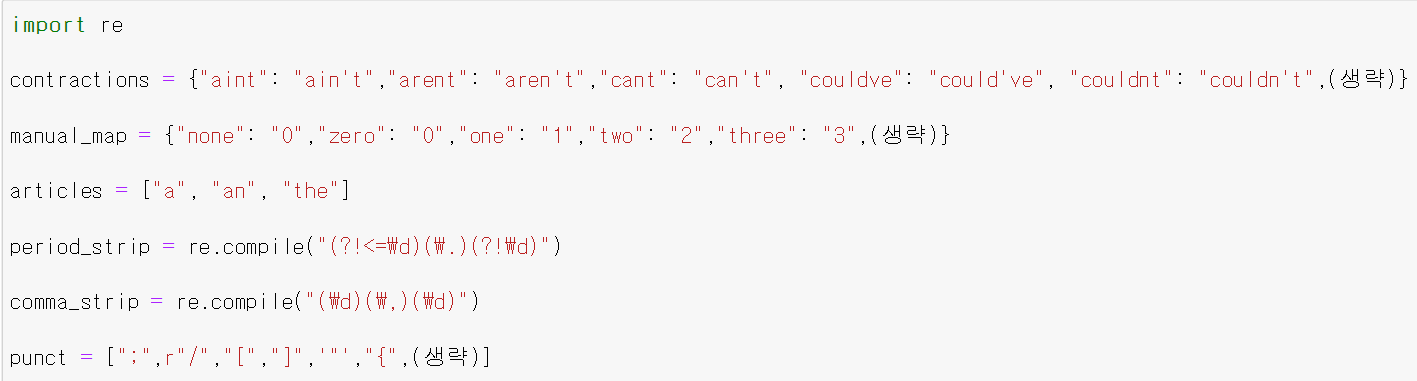 import re
contractions = {"aint": "ain't","arent": "aren't","cant": "can't", "couldve": "could've", "couldnt": "couldn't",(생략)}
manual_map = {"none": "0","zero": "0","one": "1","two": "2","three": "3",(생략)}
articles = ["a", "an", "the"]
period_strip = re.compile("(?!<=₩d)(₩.)(?!₩d)")
comma_strip = re.compile("(₩d)(₩,)(₩d)")
punct = [";",r"/","[","]",'"',"{",(생략)]